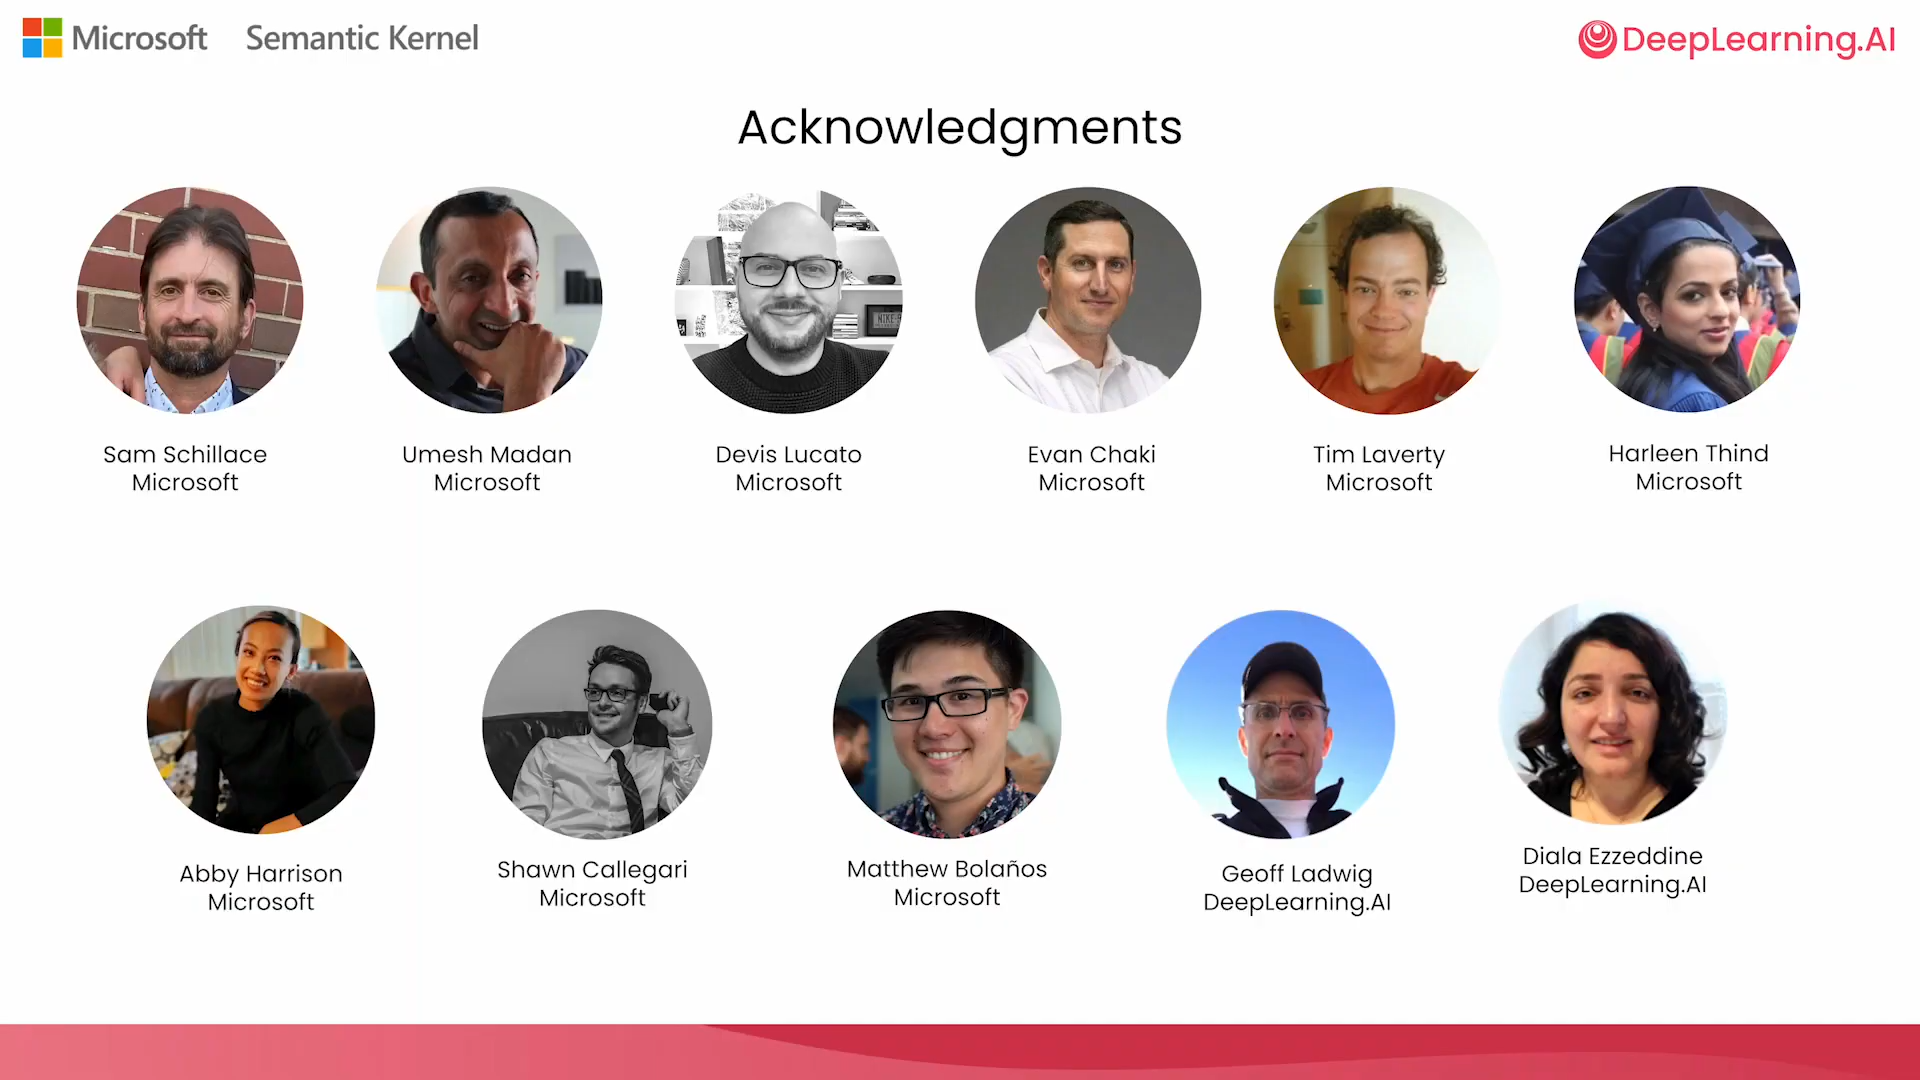 Microsoft Semantic Kernel
DeepLearning.AI
Acknowledgments
Sam Schillace
Microsoft
Umesh Madan
Microsoft
Devis Lucato
Microsoft
Evan Chaki
Microsoft
Tim Laverty
Microsoft
Harleen Thind
Microsoft
Abby Harrison
Microsoft
Shawn Callegari
Microsoft
Matthew Bolaños
Microsoft
Geoff Ladwig
DeepLearning.AI
Diala Ezzeddine
DeepLearning.AI